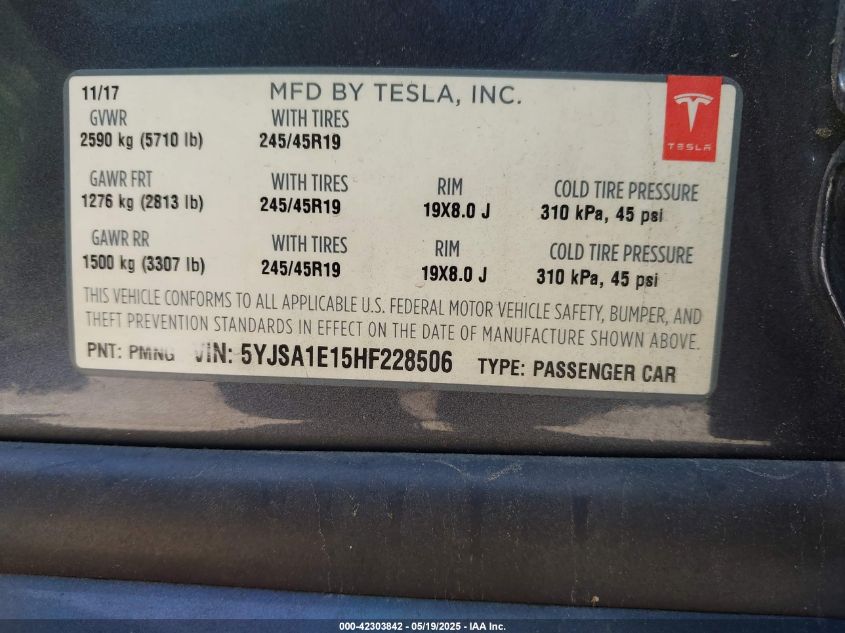 11/17 MFD BY TESLA, INC.
GVWR WITH TIRES
2590 kg (5710 lb) 245/45R19
TESLA
GAWR FRT WITH TIRES RIM COLD TIRE PRESSURE
1276 kg (2813 lb) 245/45R19 19X8.0 J 310 kPa, 45 psi
GAWR RR WITH TIRES RIM COLD TIRE PRESSURE
1500 kg (3307 lb) 245/45R19 19X8.0 J 310 kPa, 45 psi
THIS VEHICLE CONFORMS TO ALL APPLICABLE U.S. FEDERAL MOTOR VEHICLE SAFETY, BUMPER, AND
THEFT PREVENTION STANDARDS IN EFFECT ON THE DATE OF MANUFACTURE SHOWN ABOVE.
PNT: PMNG VIN: 5YJSA1E15HF228506 TYPE: PASSENGER CAR
000-42303842 - 05/19/2025 - IAA Inc.